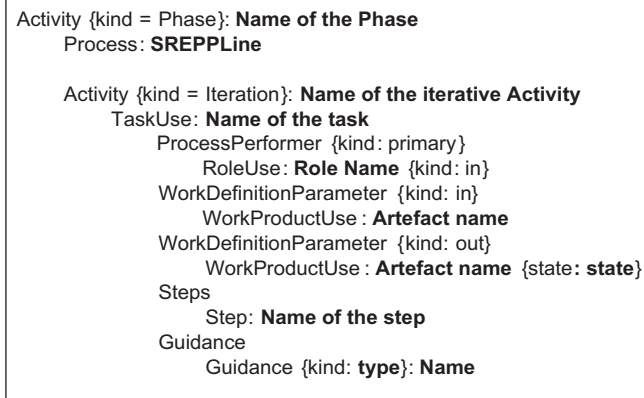 Activity {kind = Phase}: Name of the Phase
Process: SREPPLine
Activity {kind = Iteration}: Name of the iterative Activity
TaskUse: Name of the task
ProcessPerformer {kind: primary}
RoleUse: Role Name {kind: in}
WorkDefinitionParameter {kind: in}
WorkProductUse : Artefact name
WorkDefinitionParameter {kind: out}
WorkProductUse : Artefact name {state: state}
Steps
Step: Name of the step
Guidance
Guidance {kind: type}: Name